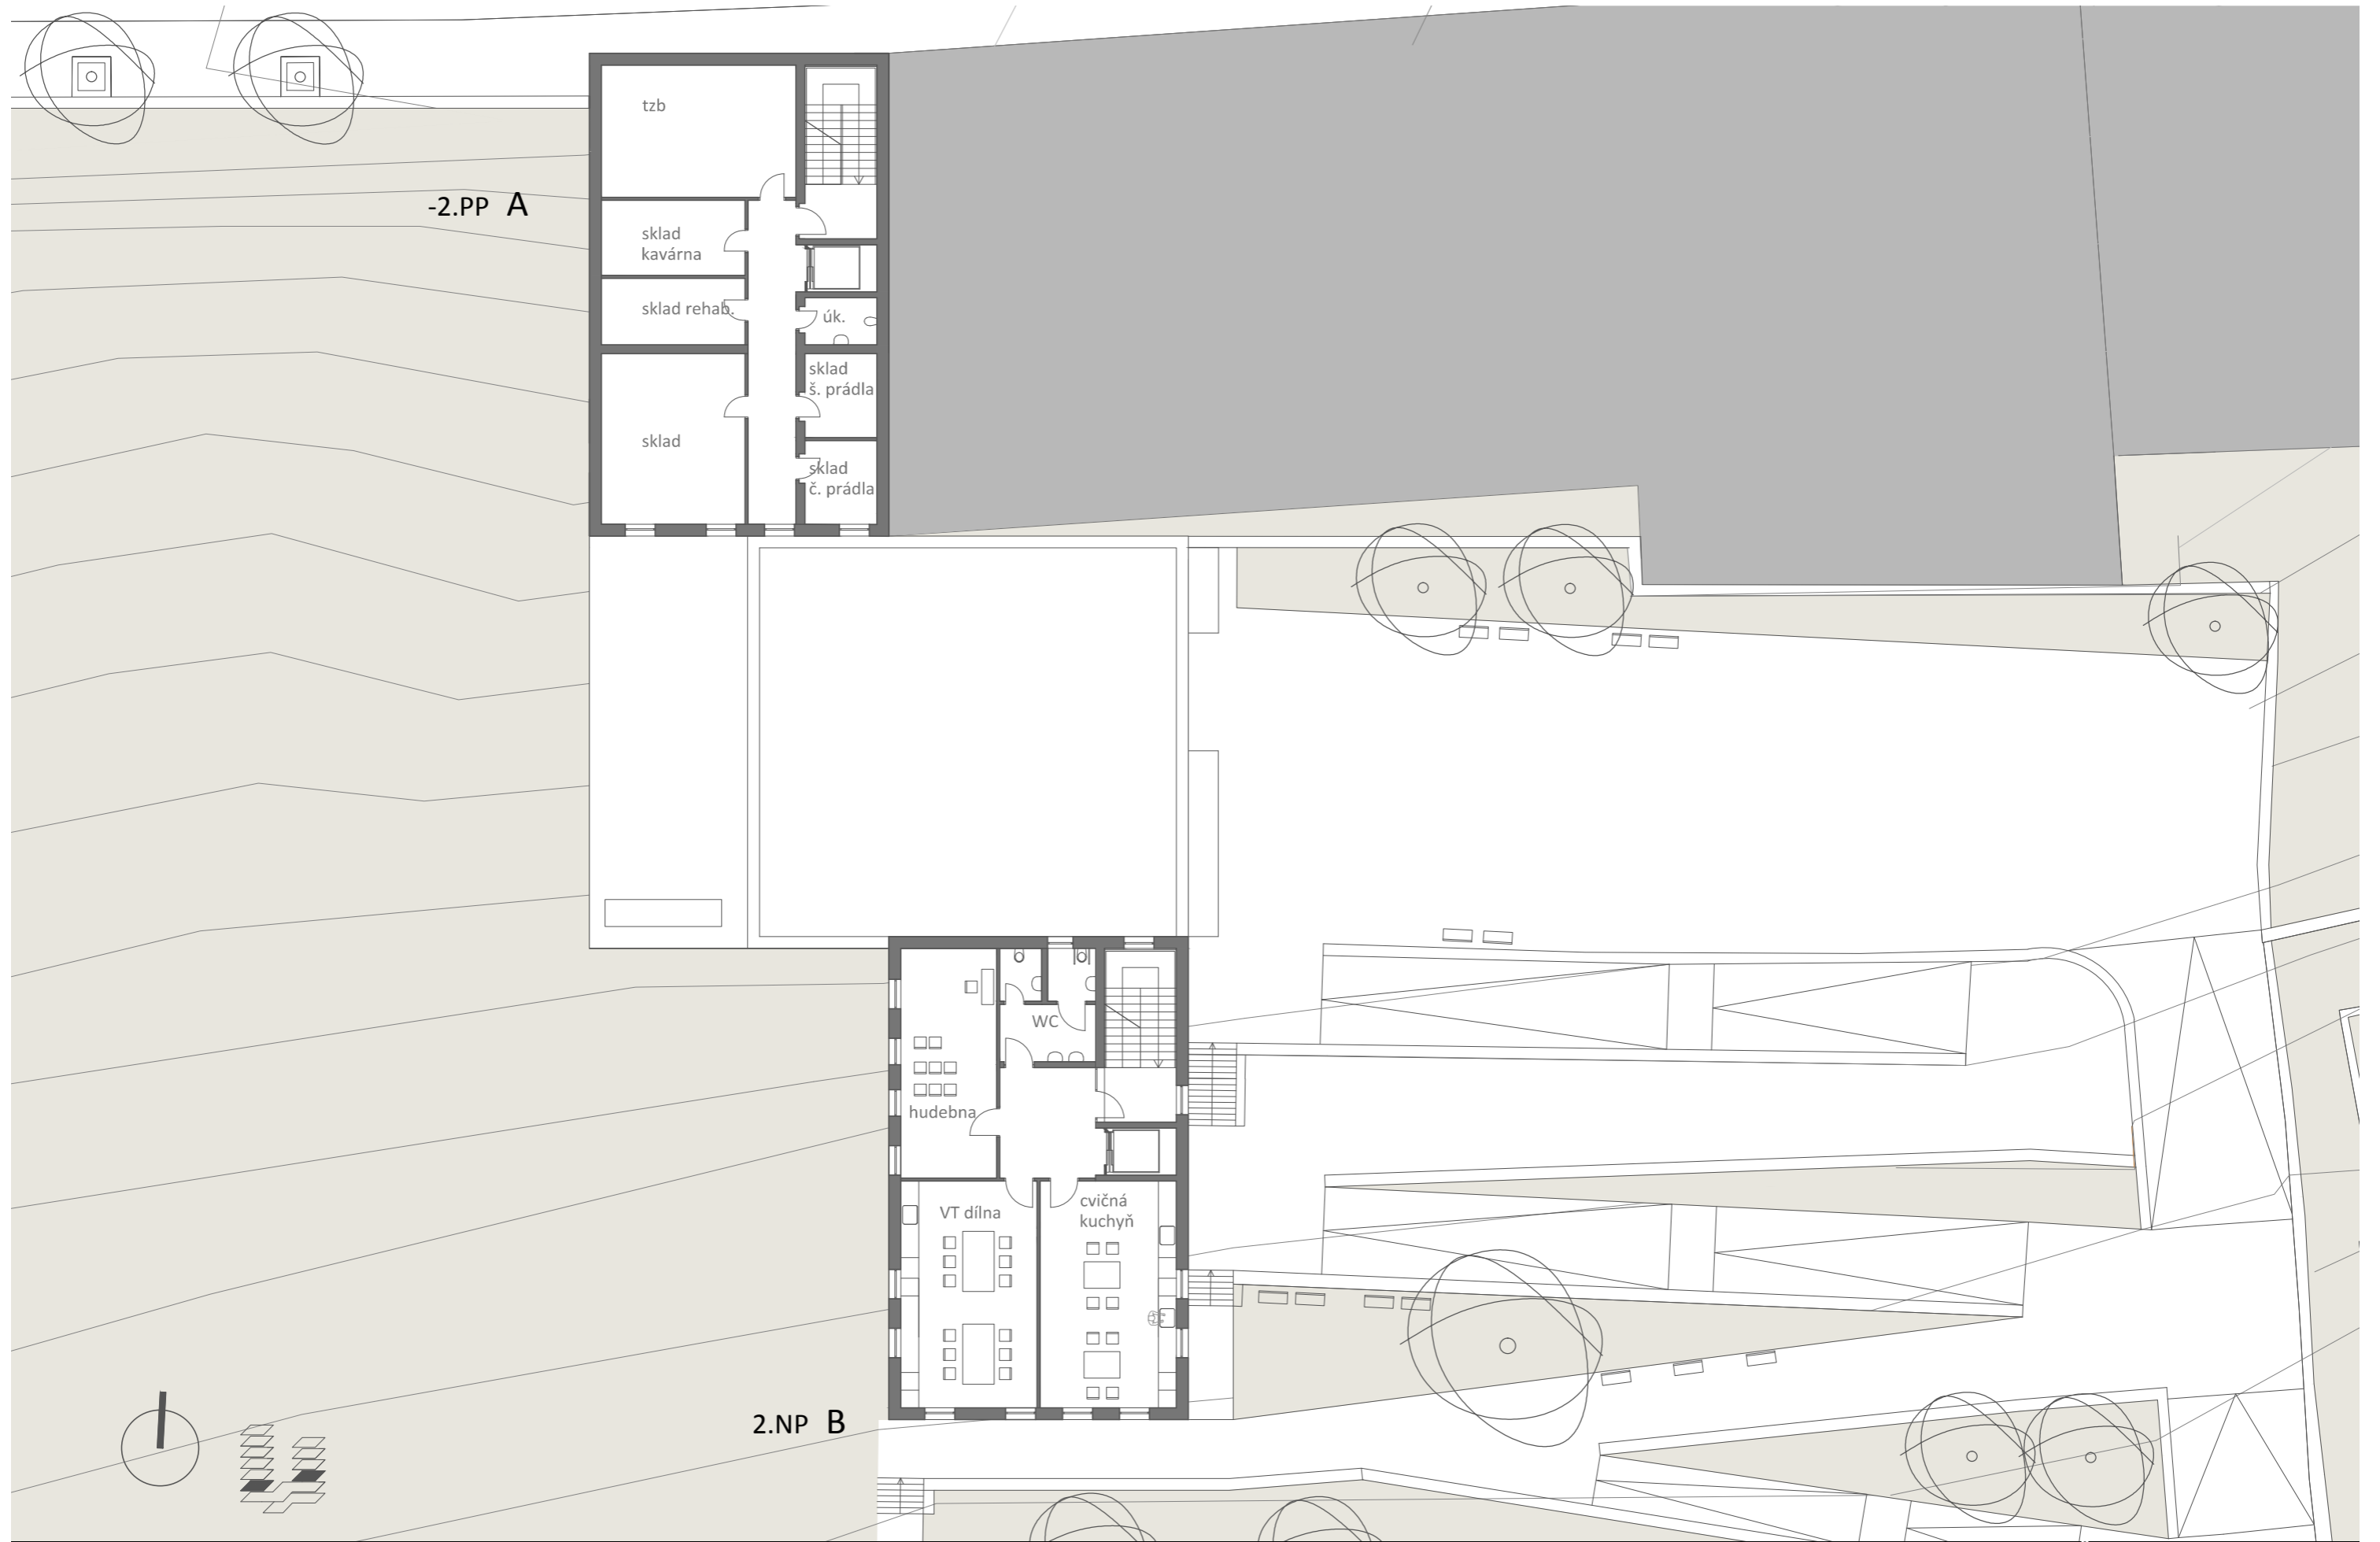 tzb
-2.PP A
sklad
kavárna
sklad rehab.
úk.
sklad
š. prádla
sklad
sklad
č. prádla
WC
hudebna
VT dílna
cvičná
kuchyň
2.NP B